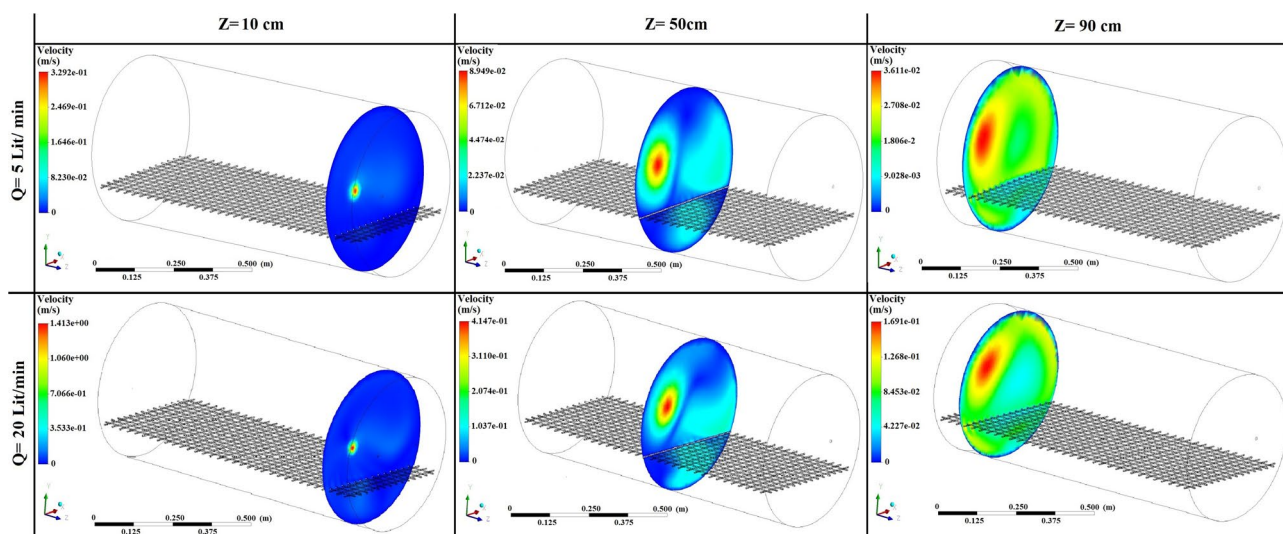 Z= 10 cm
Z= 50cm
Z= 90 cm
Q= 5 Lit/ min
Velocity
(m/s)
3.292e-01
2.469e-01
1.646e-01
8.230e-02
0
0 0.250 0.500 (m)
0.125 0.375
Velocity
(m/s)
8.949e-02
6.712e-02
4.474e-02
2.237e-02
0
0 0.250 0.500 (m)
0.125 0.375
Velocity
(m/s)
3.611e-02
2.708e-02
1.806e-2
9.028e-03
0
0 0.250 0.500 (m)
0.125 0.375
Q= 20 Lit/min
Velocity
(m/s)
1.413e+00
1.060e+00
7.066e-01
3.533e-01
0
0 0.250 0.500 (m)
0.125 0.375
Velocity
(m/s)
4.147e-01
3.110e-01
2.074e-01
1.037e-01
0
0 0.250 0.500 (m)
0.125 0.375
Velocity
(m/s)
1.691e-01
1.268e-01
8.453e-02
4.227e-02
0
0 0.250 0.500 (m)
0.125 0.375